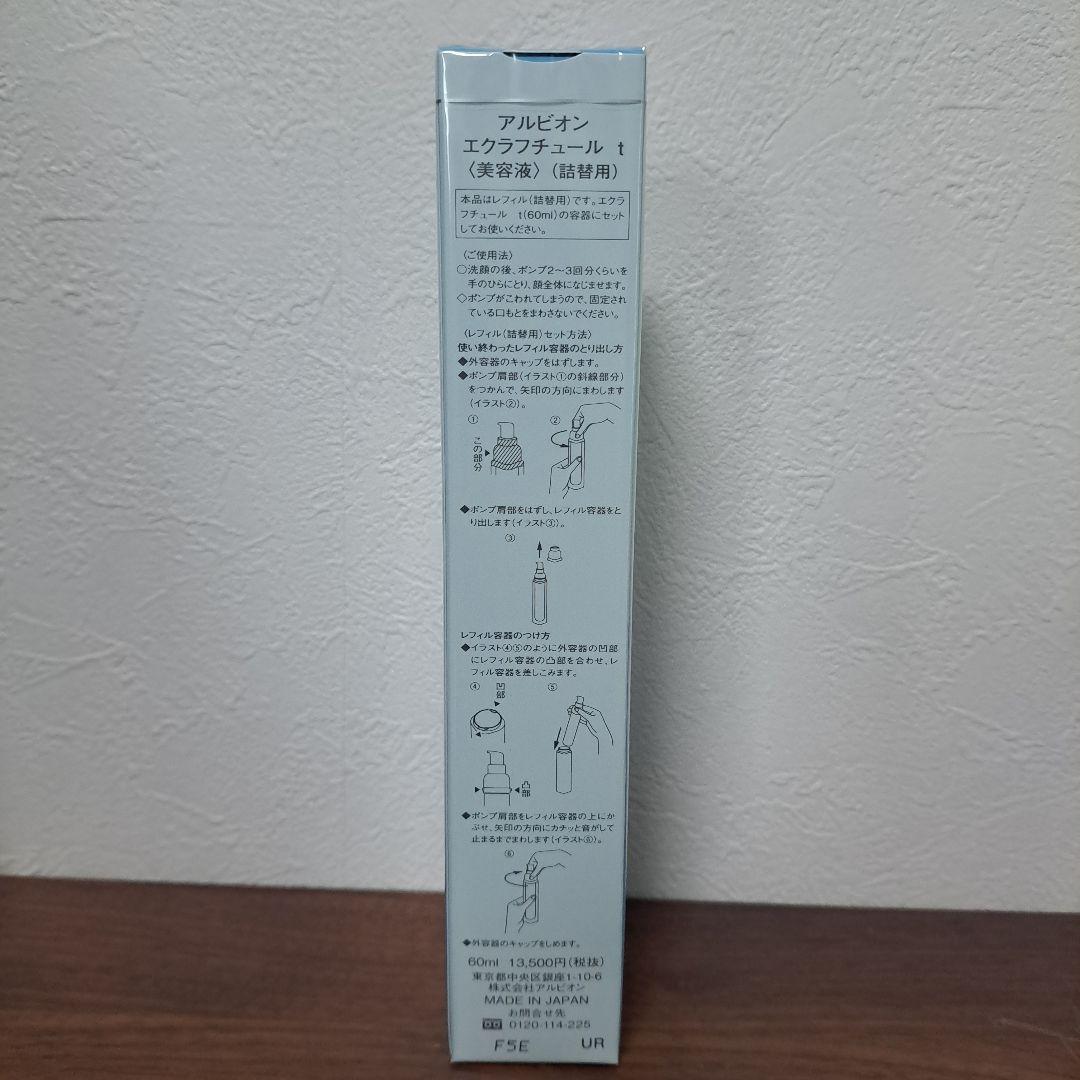 アルビオン
エクラフチュール t
〈美容液〉(詰替用)
本品はレフィル(詰替用)です。エクラ
フチュール t(60ml)の容器にセット
してお使いください。
〈ご使用法〉
○洗顔の後、ポンプ2〜3回分くらいを
手のひらにとり、顔全体になじませます。
◇ポンプがこわれてしまうので、固定され
ている口もとをまわさないでください。
〈レフィル(詰替用)セット方法〉
使い終わったレフィル容器のとり出し方
◆外容器のキャップをはずします。
◆ポンプ肩部(イラスト①の斜線部分)
をつかんで、矢印の方向にまわします
(イラスト②)。
① ②
この部分
◆ポンプ肩部をはずし、レフィル容器をと
り出します(イラスト③)。
③
レフィル容器のつけ方
◆イラスト④⑤のように外容器の凹部
にレフィル容器の凸部を合わせ、レ
フィル容器を差しこみます。
④ 凹部 ⑤
凸部
◆ポンプ肩部をレフィル容器の上にか
ぶせ、矢印の方向にカチッと音がして
止まるまでまわします(イラスト⑥)。
⑥
◆外容器のキャップをしめます。
60ml 13,500円(税抜)
東京都中央区銀座1-10-6
株式会社アルビオン
MADE IN JAPAN
お問合せ先
0120-114-225
F5E UR